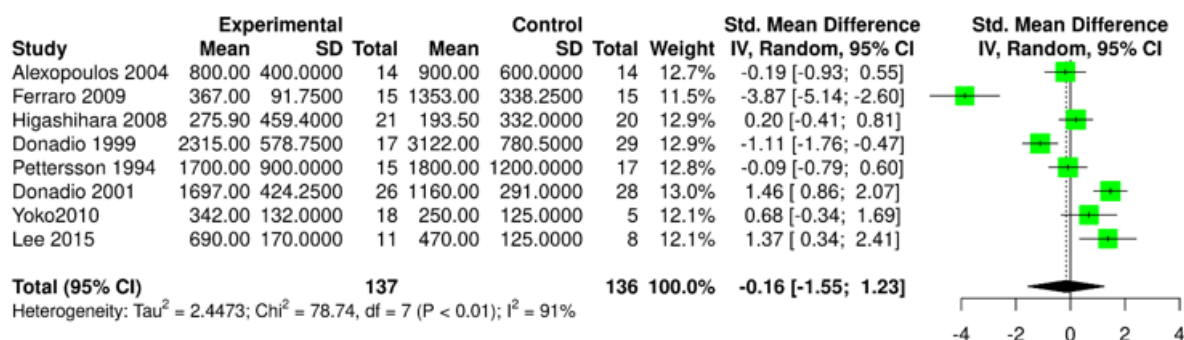 Experimental Control Std. Mean Difference Std. Mean Difference
Study Mean SD Total Mean SD Total Weight IV, Random, 95% CI IV, Random, 95% CI
Alexopoulos 2004 800.00 400.0000 14 900.00 600.0000 14 12.7% -0.19 [-0.93; 0.55]
Ferraro 2009 367.00 91.7500 15 1353.00 338.2500 15 11.5% -3.87 [-5.14; -2.60]
Higashihara 2008 275.90 459.4000 21 193.50 332.0000 20 12.9% 0.20 [-0.41; 0.81]
Donadio 1999 2315.00 578.7500 17 3122.00 780.5000 29 12.9% -1.11 [-1.76; -0.47]
Pettersson 1994 1700.00 900.0000 15 1800.00 1200.0000 17 12.8% -0.09 [-0.79; 0.60]
Donadio 2001 1697.00 424.2500 26 1160.00 291.0000 28 13.0% 1.46 [ 0.86; 2.07]
Yoko2010 342.00 132.0000 18 250.00 125.0000 5 12.1% 0.68 [-0.34; 1.69]
Lee 2015 690.00 170.0000 11 470.00 125.0000 8 12.1% 1.37 [ 0.34; 2.41]
Total (95% CI) 137 136 100.0% -0.16 [-1.55; 1.23]
Heterogeneity: Tau² = 2.4473; Chi² = 78.74, df = 7 (P < 0.01); I² = 91%
-4 -2 0 2 4